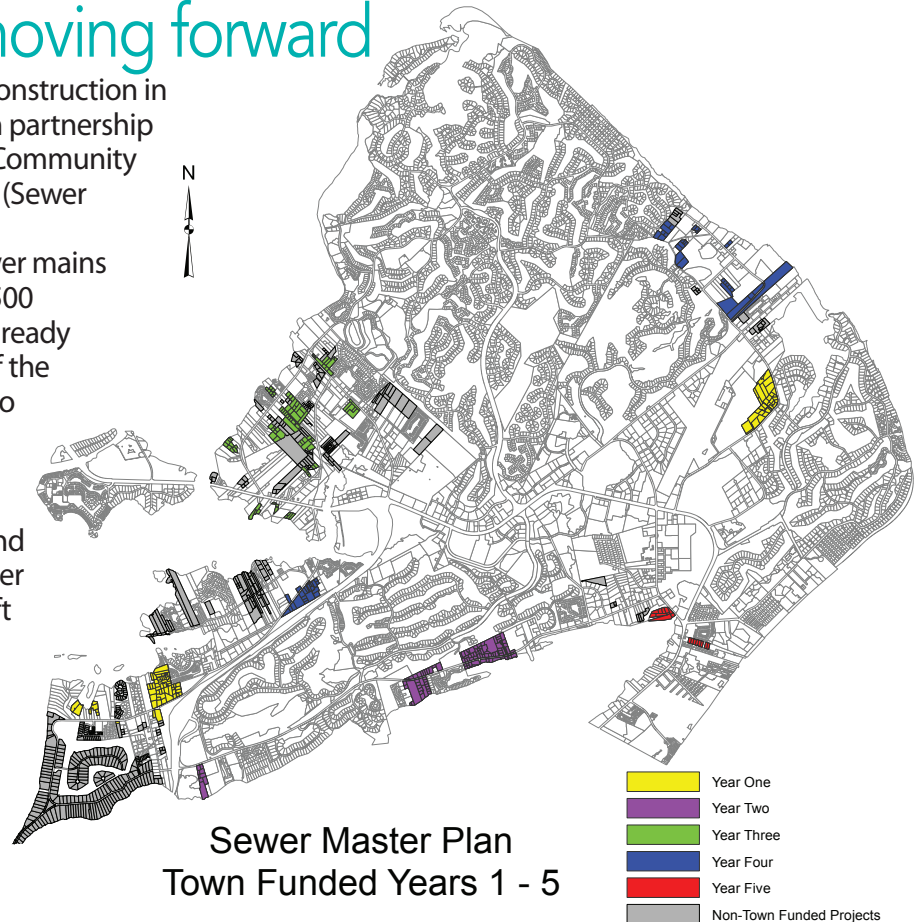 moving forward
onstruction in
partnership
Community
(Sewer
er mains
00
ready
f the
o
nd
er
ft
N
Sewer Master Plan
Town Funded Years 1 - 5
Year One
Year Two
Year Three
Year Four
Year Five
Non-Town Funded Projects